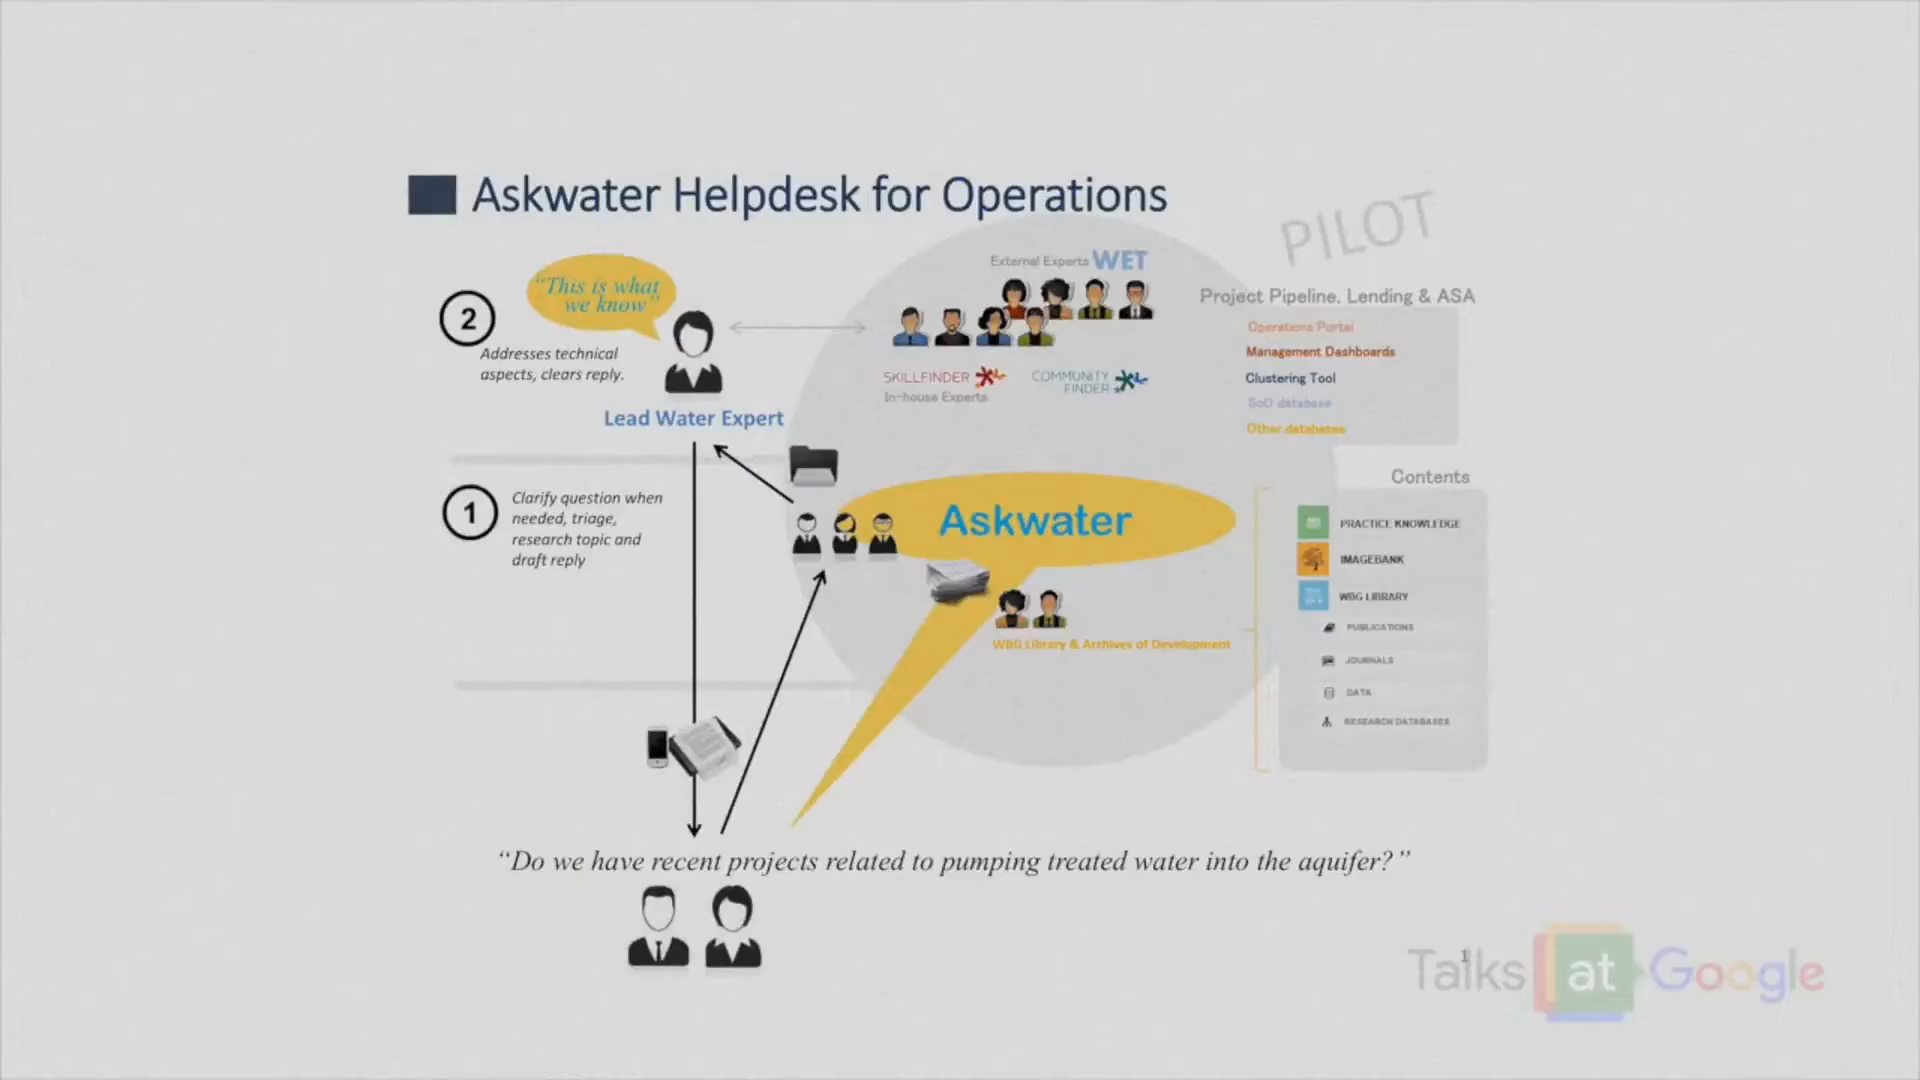 Askwater Helpdesk for Operations
PILOT
"This is what
we know"
2
Addresses technical
aspects, clears reply.
Lead Water Expert
External Experts WET
SKILLFINDER
In-house Experts
COMMUNITY
FINDER
Project Pipeline, Lending & ASA
Operations Portal
Management Dashboards
Clustering Tool
SoD database
Other databases
1
Clarify question when
needed, triage,
research topic and
draft reply
Askwater
WBG Library & Archives of Development
Contents
PRACTICE KNOWLEDGE
IMAGEBANK
WBG LIBRARY
PUBLICATIONS
JOURNALS
DATA
RESEARCH DATABASES
“Do we have recent projects related to pumping treated water into the aquifer?”
1
Talks at Google